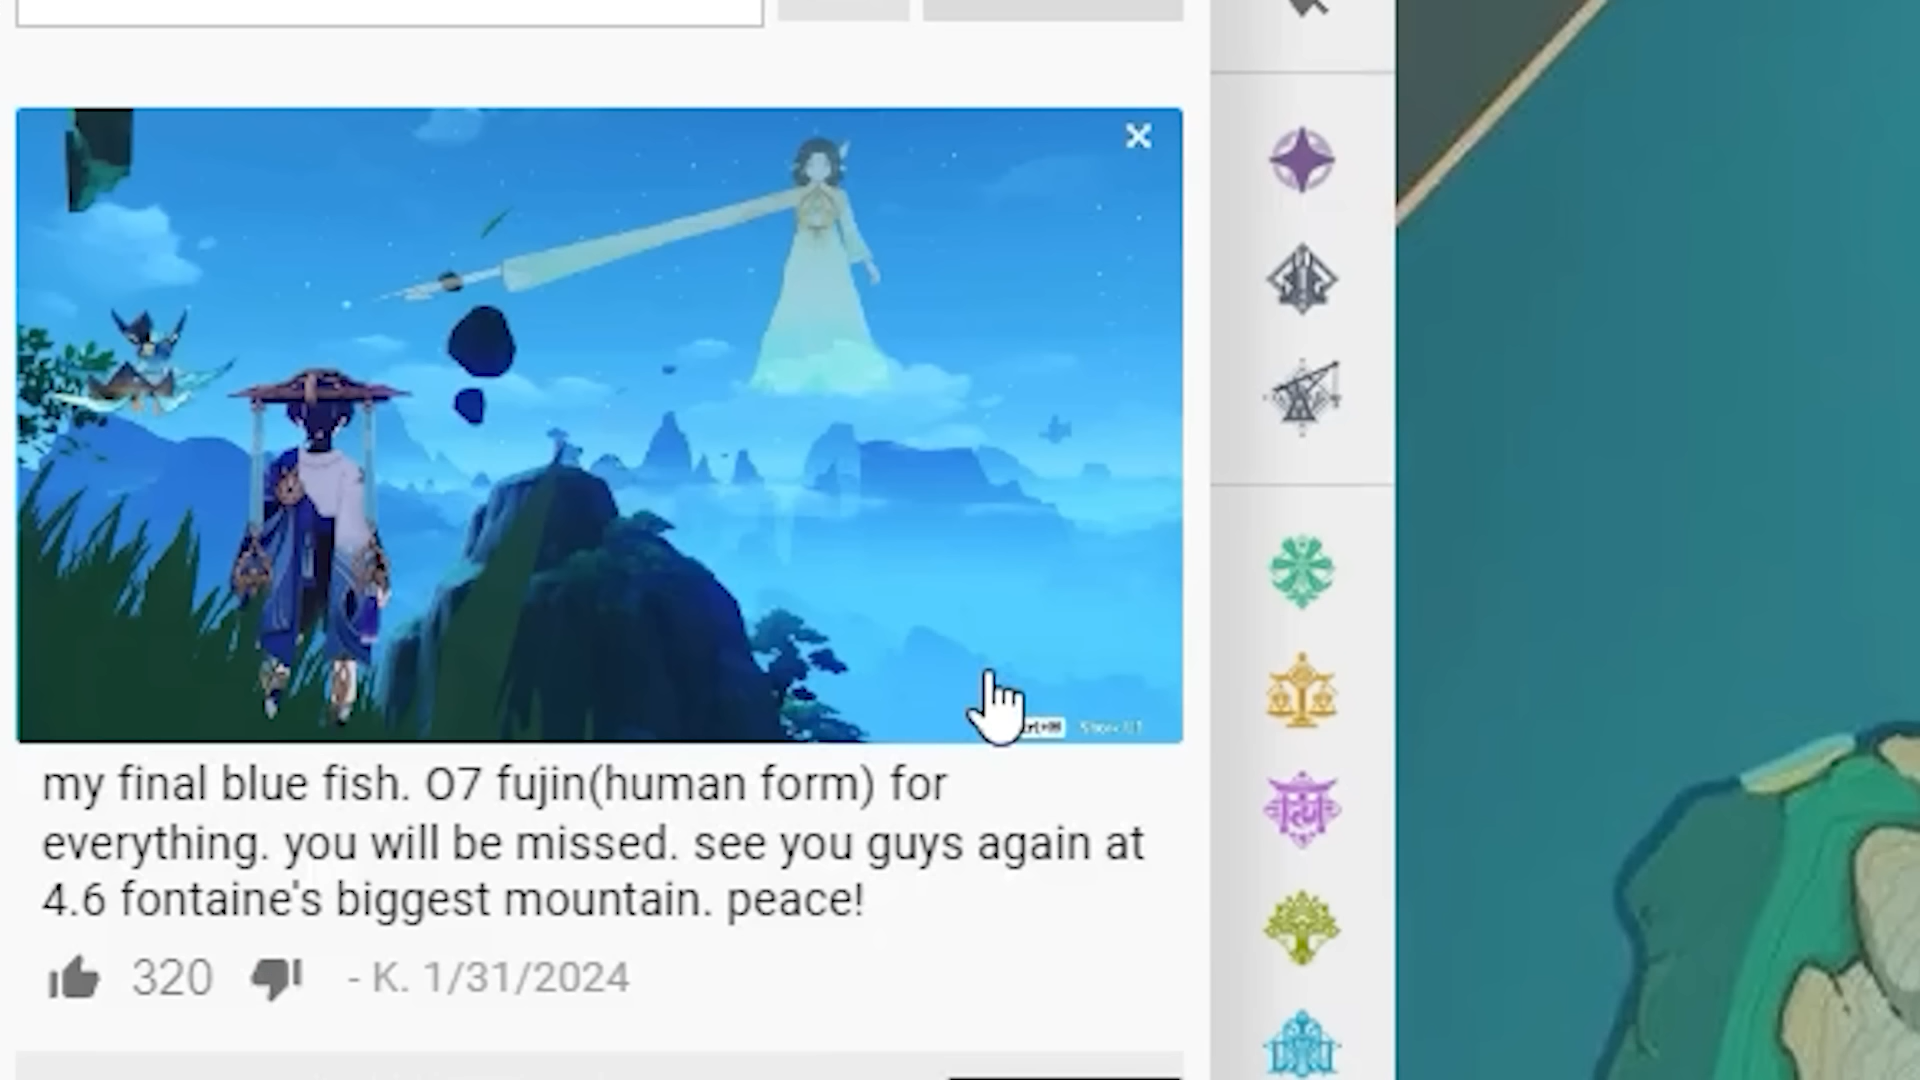 my final blue fish. O7 fujin(human form) for
everything. you will be missed. see you guys again at
4.6 fontaine's biggest mountain. peace!
320 - K. 1/31/2024